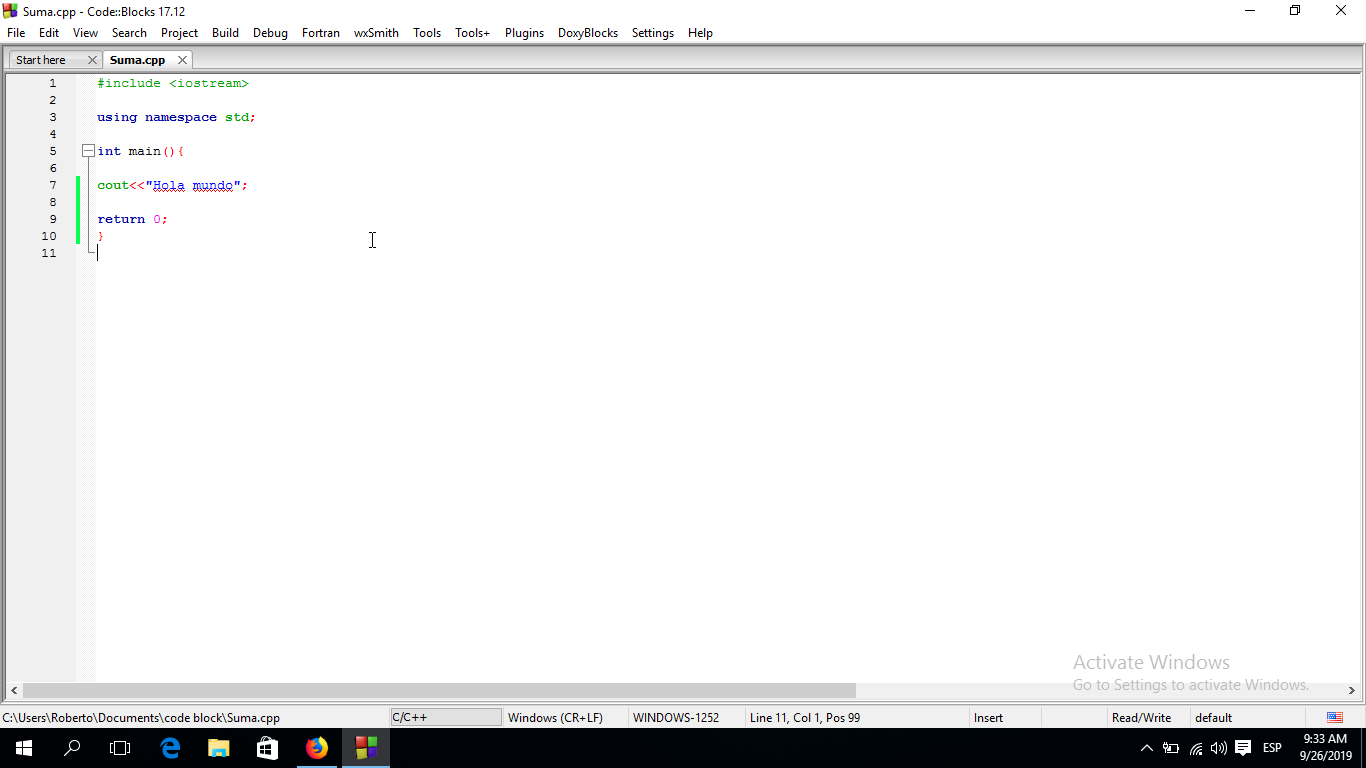 Suma.cpp - Code::Blocks 17.12
File Edit View Search Project Build Debug Fortran wxSmith Tools Tools+ Plugins DoxyBlocks Settings Help
Start here Suma.cpp
1 #include <iostream>
2
3 using namespace std;
4
5 int main(){
6
7 cout<<"Hola mundo";
8
9 return 0;
10 }
11
Activate Windows
Go to Settings to activate Windows.
C:\Users\Roberto\Documents\code block\Suma.cpp C/C++ Windows (CR+LF) WINDOWS-1252 Line 11, Col 1, Pos 99 Insert Read/Write default
ESP 9:33 AM
9/26/2019